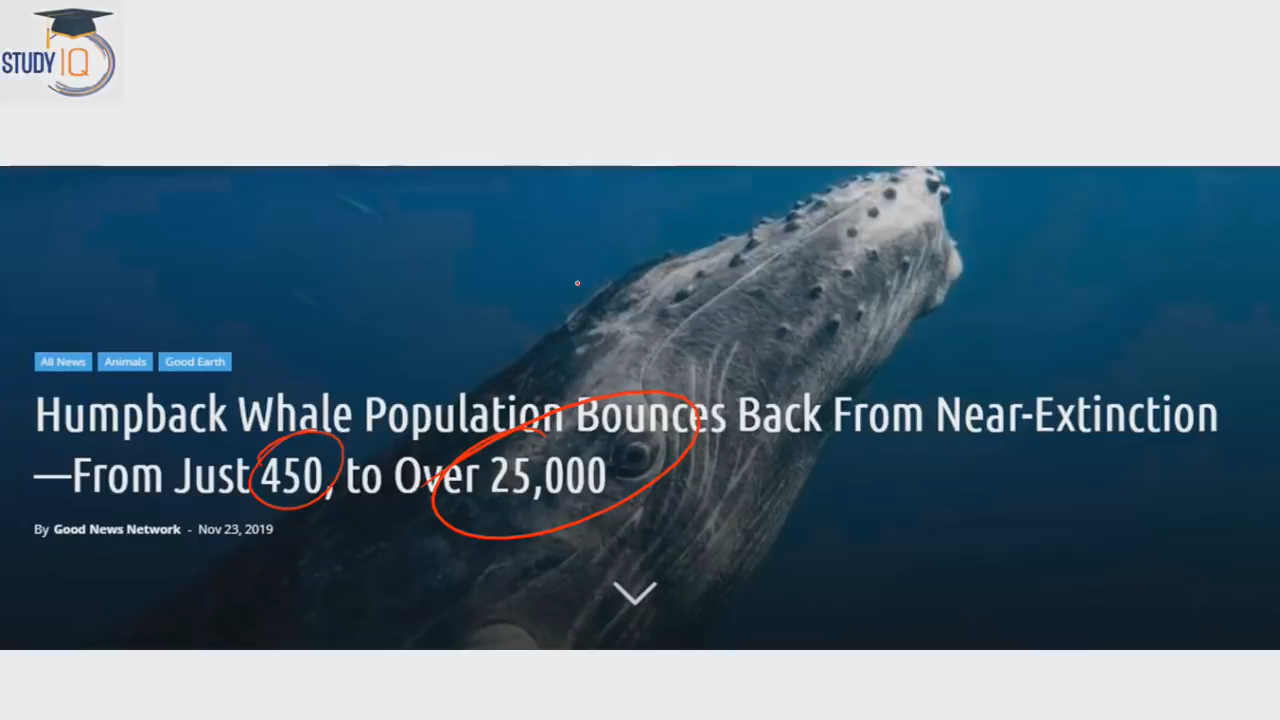 STUDY IQ
All News Animals Good Earth
Humpback Whale Population Bounces Back From Near-Extinction
—From Just 450, to Over 25,000
By Good News Network - Nov 23, 2019